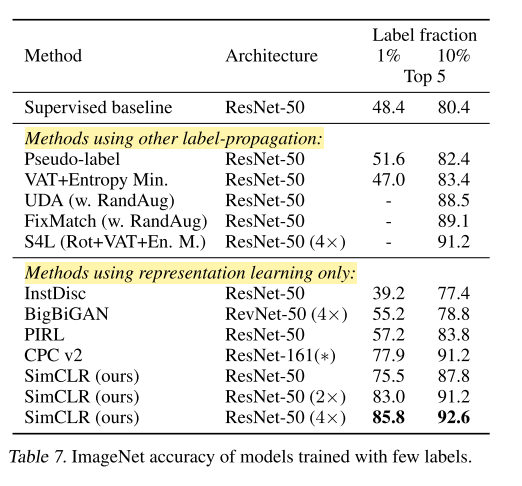 Label fraction
Method Architecture 1% 10%
Top 5
Supervised baseline ResNet-50 48.4 80.4
Methods using other label-propagation:
Pseudo-label ResNet-50 51.6 82.4
VAT+Entropy Min. ResNet-50 47.0 83.4
UDA (w. RandAug) ResNet-50 - 88.5
FixMatch (w. RandAug) ResNet-50 - 89.1
S4L (Rot+VAT+En. M.) ResNet-50 (4×) - 91.2
Methods using representation learning only:
InstDisc ResNet-50 39.2 77.4
BigBiGAN RevNet-50 (4×) 55.2 78.8
PIRL ResNet-50 57.2 83.8
CPC v2 ResNet-161(∗) 77.9 91.2
SimCLR (ours) ResNet-50 75.5 87.8
SimCLR (ours) ResNet-50 (2×) 83.0 91.2
SimCLR (ours) ResNet-50 (4×) 85.8 92.6
Table 7. ImageNet accuracy of models trained with few labels.